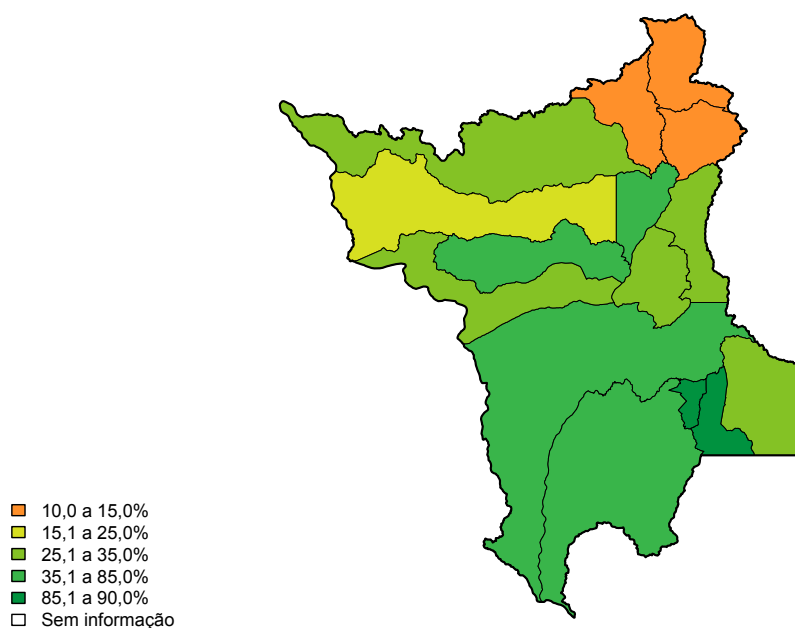 10,0 a 15,0%
15,1 a 25,0%
25,1 a 35,0%
35,1 a 85,0%
85,1 a 90,0%
Sem informação